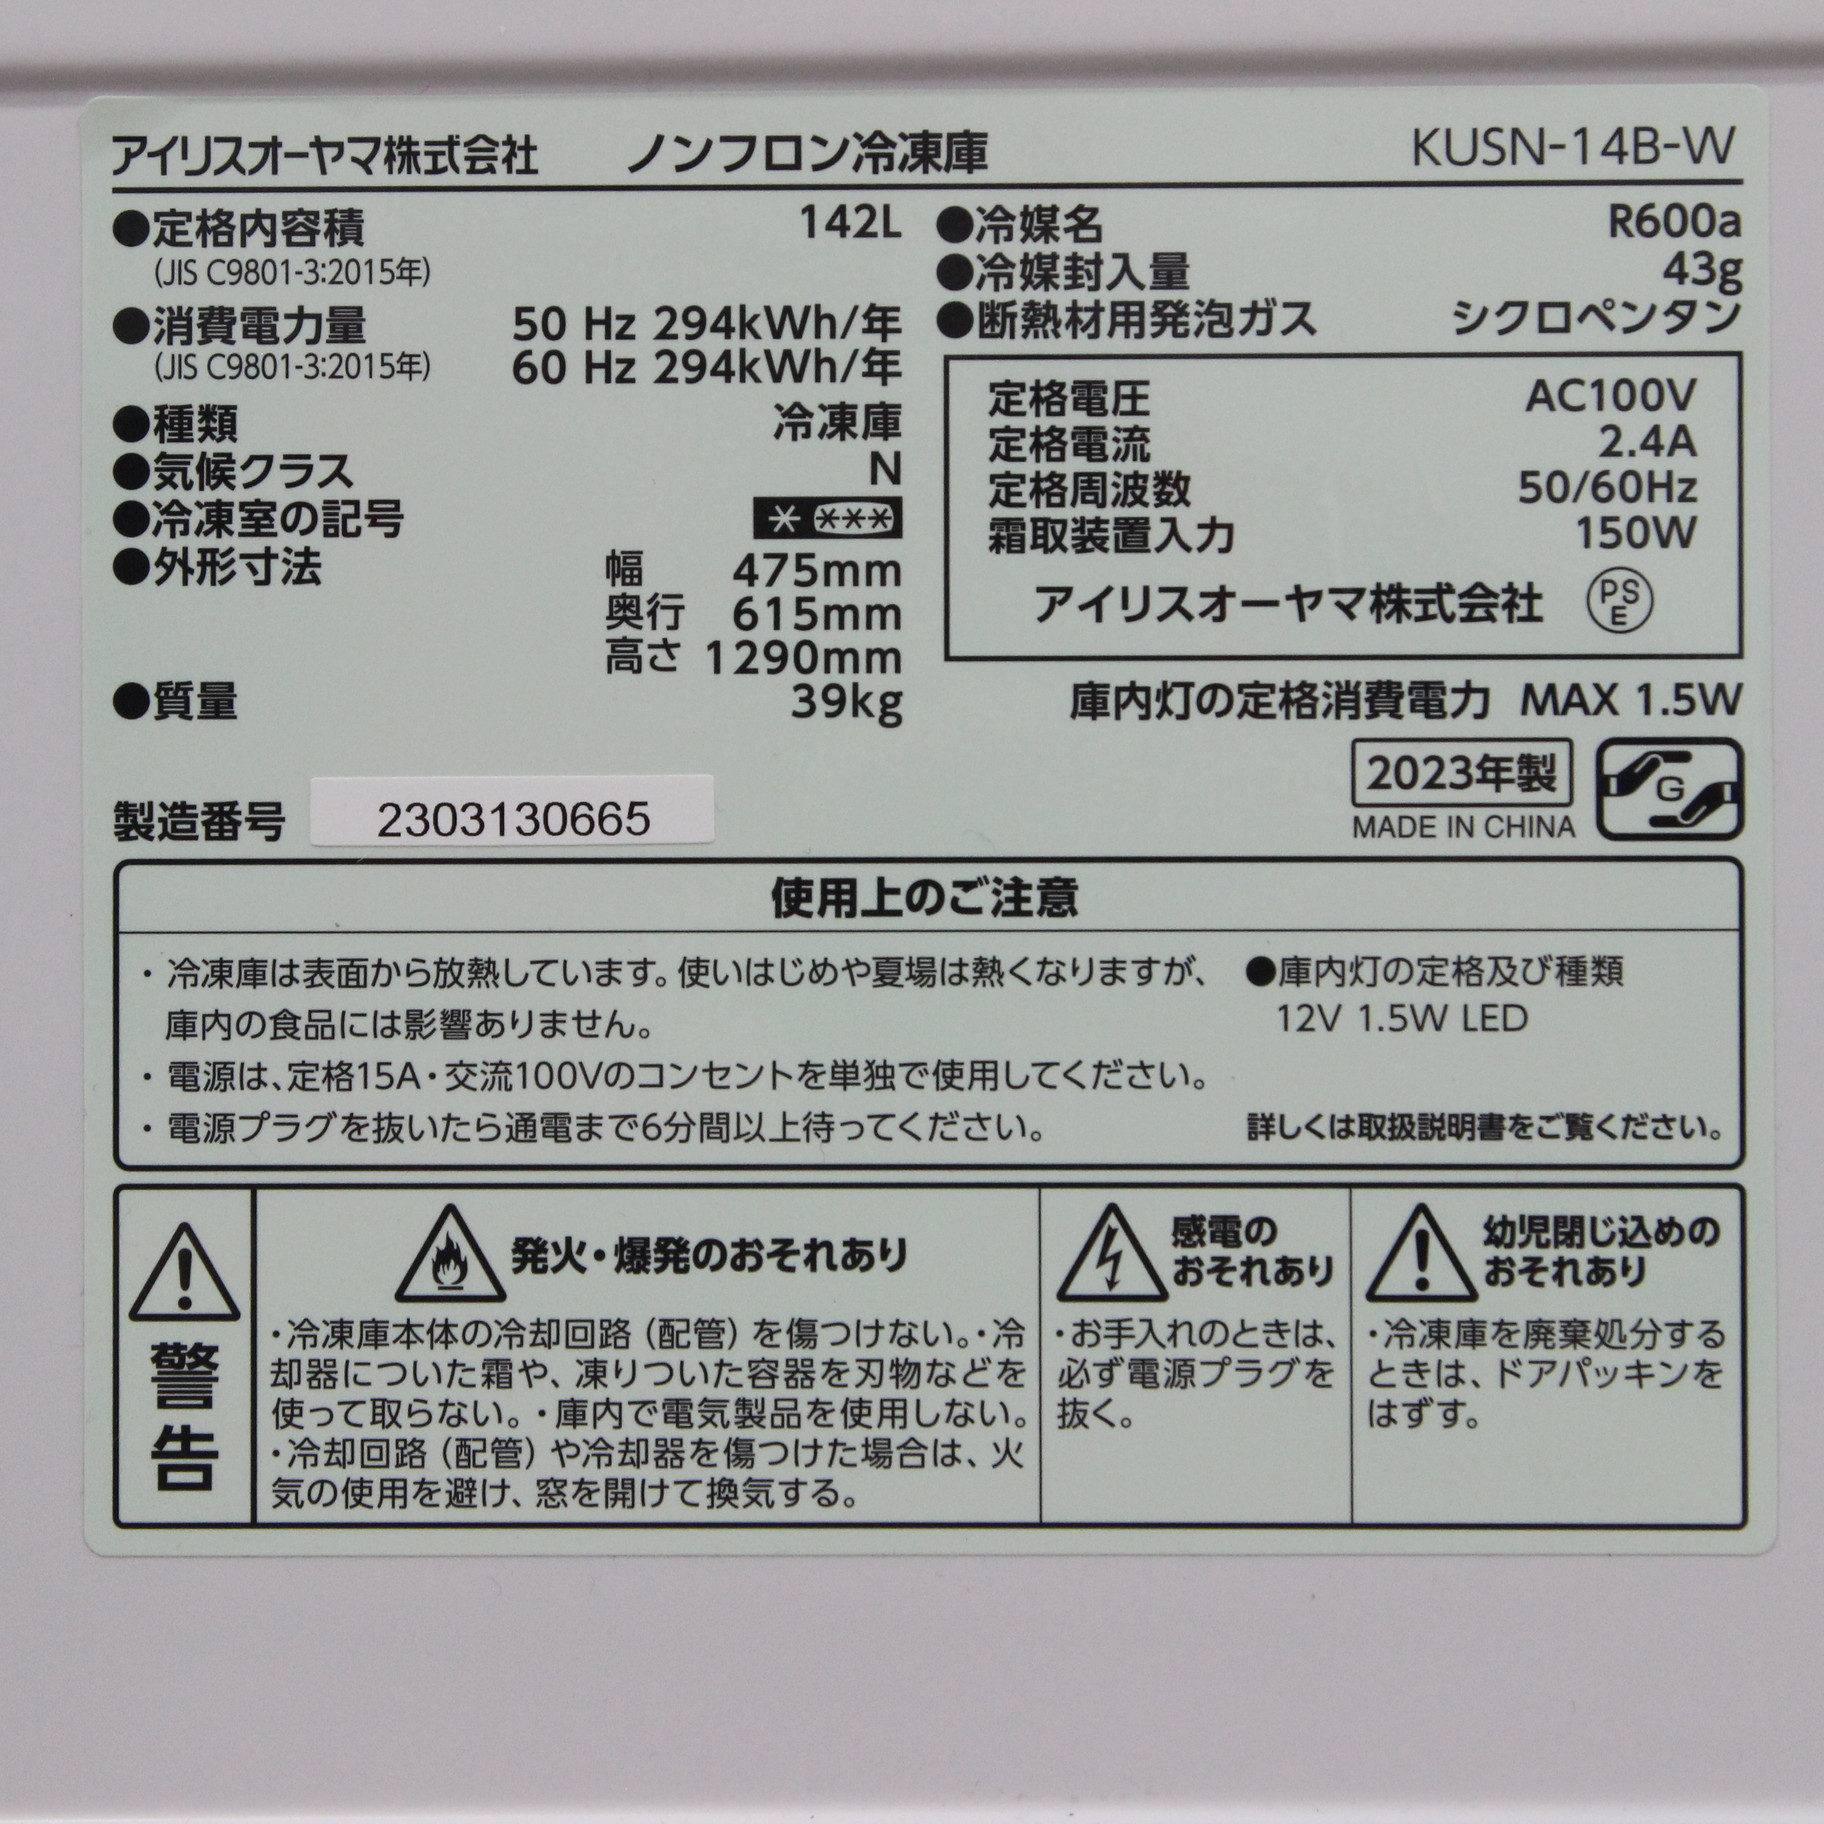 アイリスオーヤマ株式会社 ノンフロン冷凍庫 KUSN-14B-W
●定格内容積 142L
(JIS C9801-3:2015年)
●消費電力量 50 Hz 294kWh/年
(JIS C9801-3:2015年) 60 Hz 294kWh/年
●種類 冷凍庫
●気候クラス N
●冷凍室の記号 * ***
●外形寸法 幅 475mm
奥行 615mm
高さ 1290mm
●質量 39kg
●冷媒名 R600a
●冷媒封入量 43g
●断熱材用発泡ガス シクロペンタン
定格電圧 AC100V
定格電流 2.4A
定格周波数 50/60Hz
霜取装置入力 150W
アイリスオーヤマ株式会社 PSE
庫内灯の定格消費電力 MAX 1.5W
2023年製
MADE IN CHINA
G
製造番号 2303130665
使用上のご注意
・冷凍庫は表面から放熱しています。使いはじめや夏場は熱くなりますが、
庫内の食品には影響ありません。
・電源は、定格15A・交流100Vのコンセントを単独で使用してください。
・電源プラグを抜いたら通電まで6分間以上待ってください。
●庫内灯の定格及び種類
12V 1.5W LED
詳しくは取扱説明書をご覧ください。
警告
発火・爆発のおそれあり
・冷凍庫本体の冷却回路（配管）を傷つけない。・冷
却器についた霜や、凍りついた容器を刃物などを
使って取らない。・庫内で電気製品を使用しない。
・冷却回路（配管）や冷却器を傷つけた場合は、火
気の使用を避け、窓を開けて換気する。
感電の
おそれあり
・お手入れのときは、
必ず電源プラグを
抜く。
幼児閉じ込めの
おそれあり
・冷凍庫を廃棄処分する
ときは、ドアパッキンを
はずす。